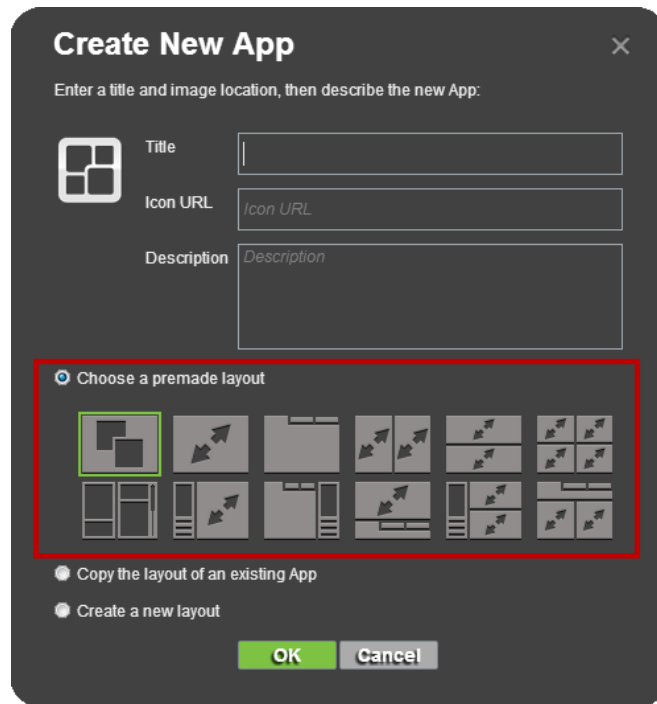 Create New App
Enter a title and image location, then describe the new App:
Title
Icon URL
Icon URL
Description
Description
Choose a premade layout
Copy the layout of an existing App
Create a new layout
OK Cancel